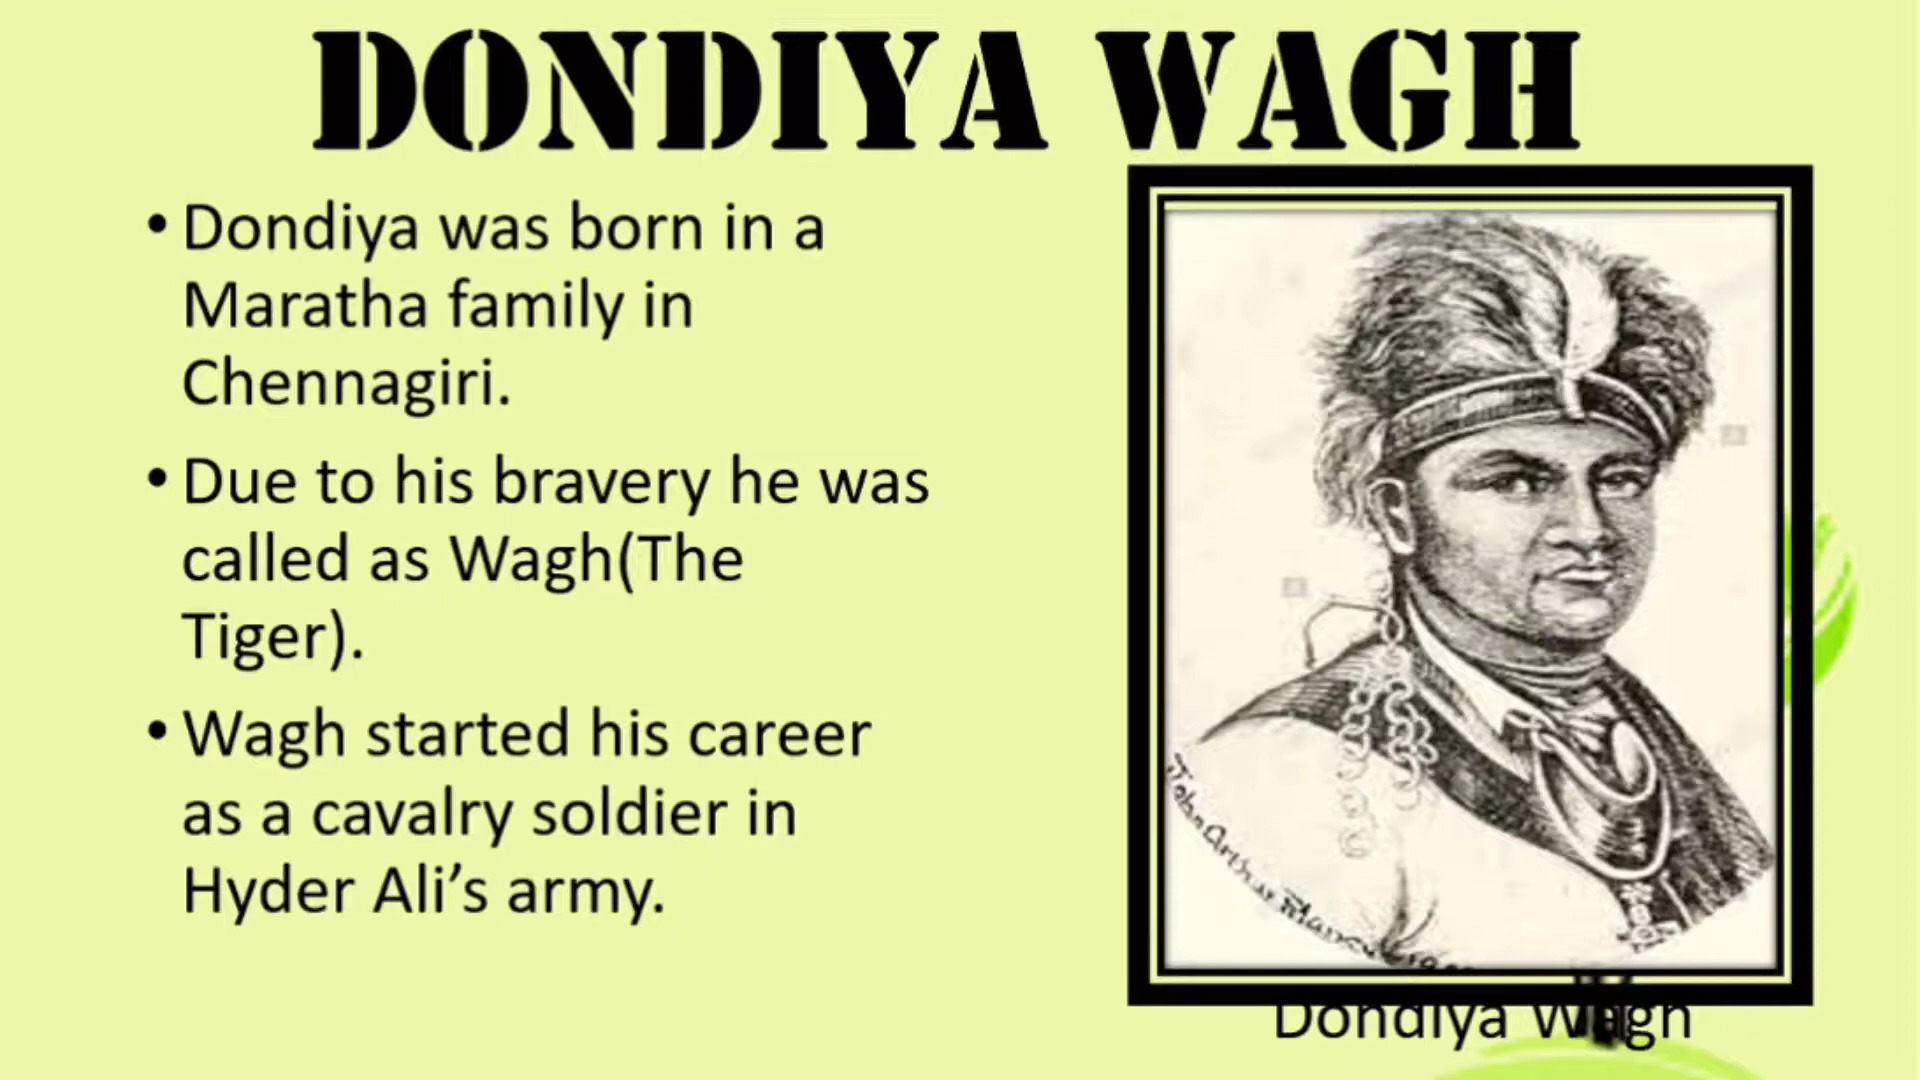 DONDIYA WAGH
• Dondiya was born in a
Maratha family in
Chennagiri.
• Due to his bravery he was
called as Wagh(The
Tiger).
• Wagh started his career
as a cavalry soldier in
Hyder Ali’s army.
John
Dondiya Wagh